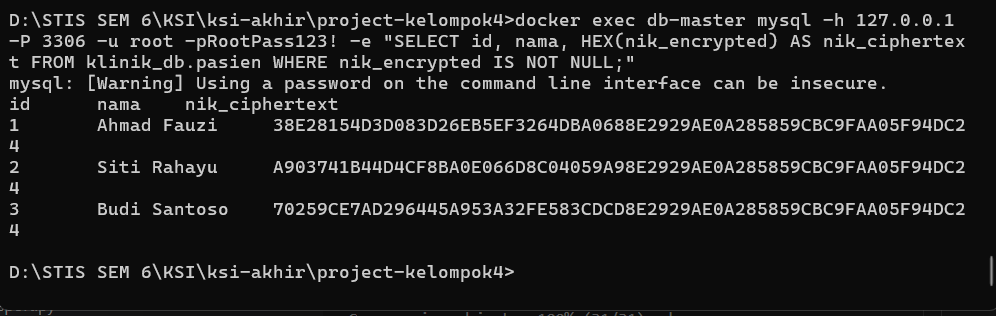 D:\STIS SEM 6\KSI\ksi-akhir\project-kelompok4>docker exec db-master mysql -h 127.0.0.1
-P 3306 -u root -pRootPass123! -e "SELECT id, nama, HEX(nik_encrypted) AS nik_ciphertex
t FROM klinik_db.pasien WHERE nik_encrypted IS NOT NULL;"
mysql: [Warning] Using a password on the command line interface can be insecure.
id nama nik_ciphertext
1 Ahmad Fauzi 38E28154D3D083D26EB5EF3264DBA0688E2929AE0A285859CBC9FAA05F94DC2
4
2 Siti Rahayu A903741B44D4CF8BA0E066D8C04059A98E2929AE0A285859CBC9FAA05F94DC2
4
3 Budi Santoso 70259CE7AD296445A953A32FE583CDCD8E2929AE0A285859CBC9FAA05F94DC2
4
D:\STIS SEM 6\KSI\ksi-akhir\project-kelompok4>